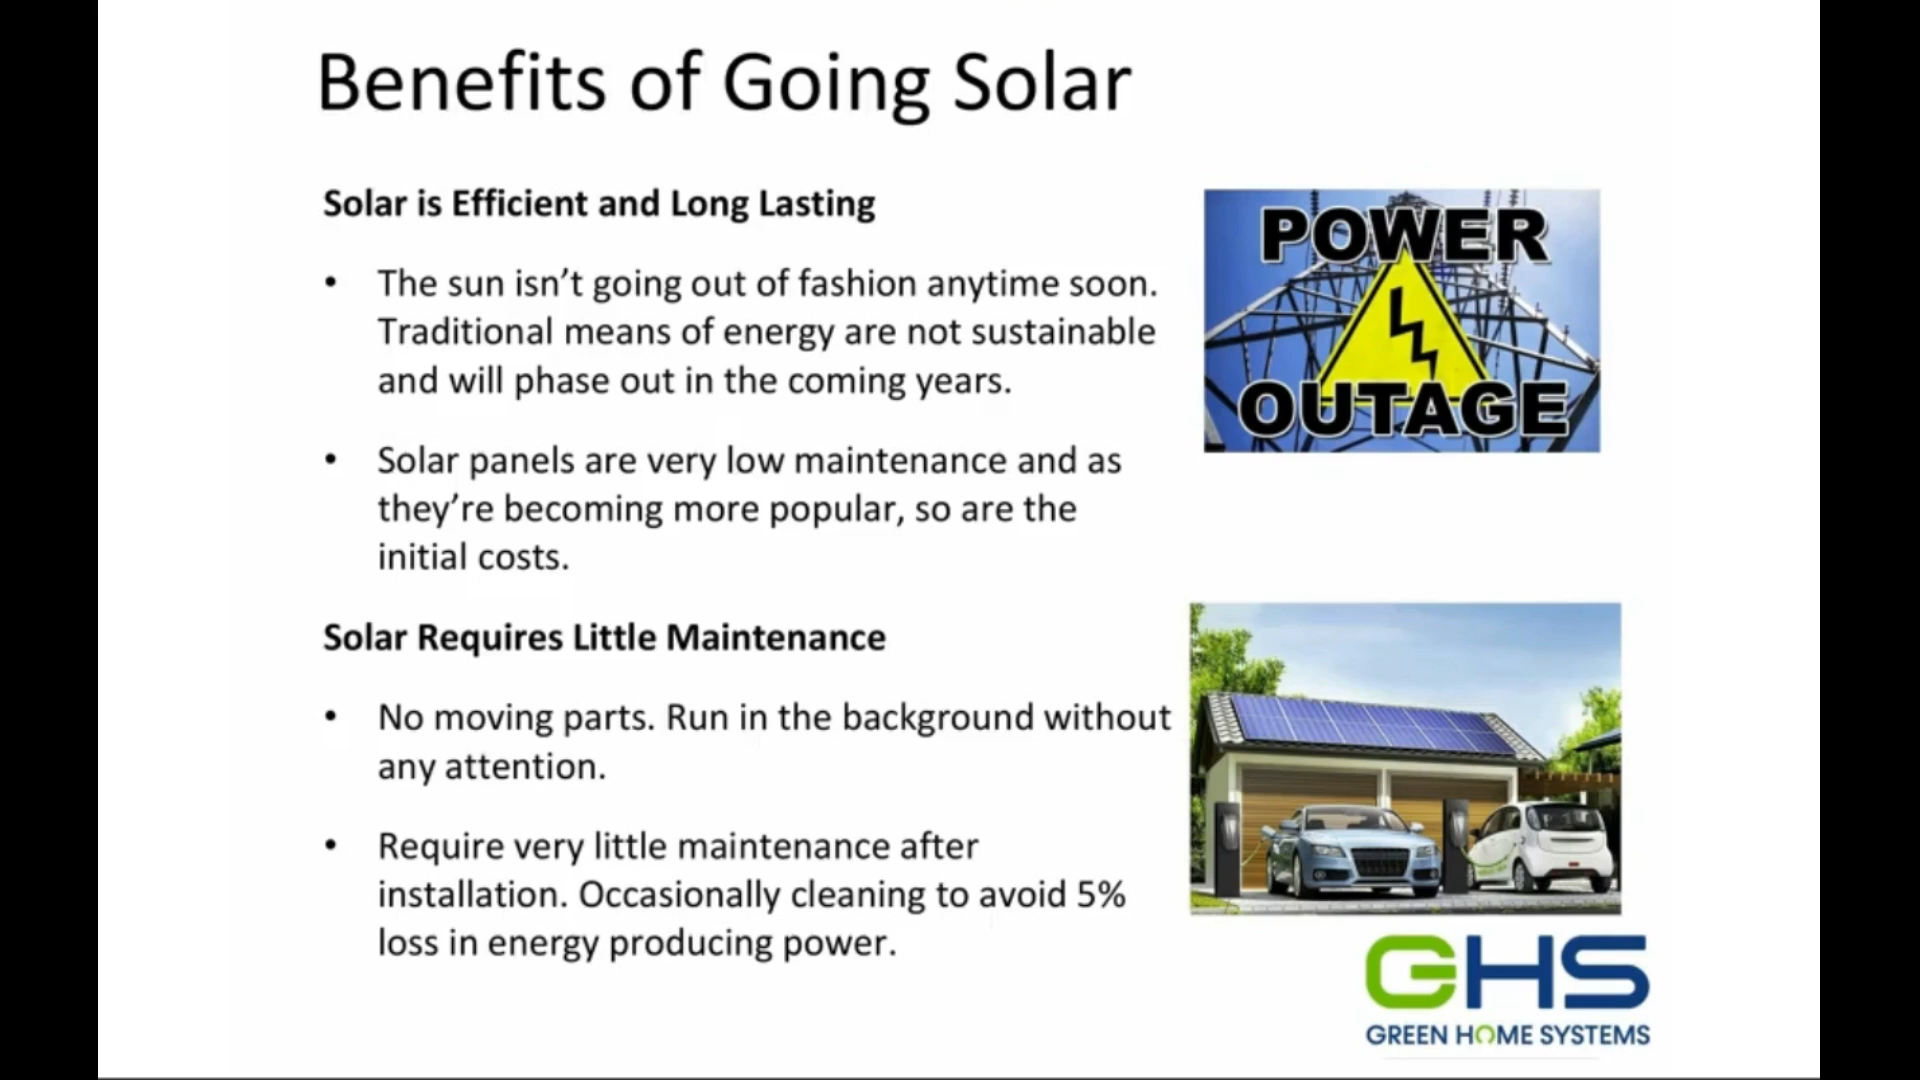 Benefits of Going Solar
Solar is Efficient and Long Lasting
• The sun isn't going out of fashion anytime soon.
Traditional means of energy are not sustainable
and will phase out in the coming years.
• Solar panels are very low maintenance and as
they're becoming more popular, so are the
initial costs.
Solar Requires Little Maintenance
• No moving parts. Run in the background without
any attention.
• Require very little maintenance after
installation. Occasionally cleaning to avoid 5%
loss in energy producing power.
POWER
OUTAGE
GHS
GREEN HOME SYSTEMS